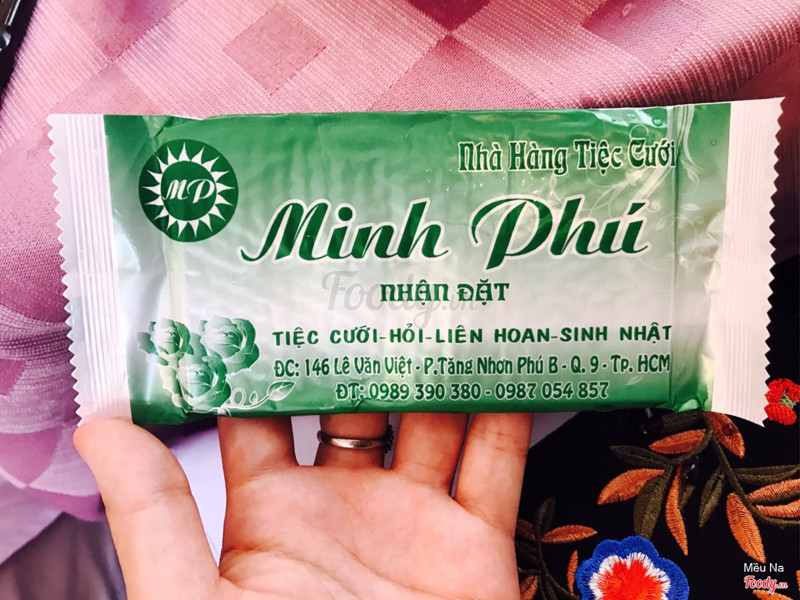 Nhà Hàng Tiệc Cưới
MP
Minh Phú
NHẬN ĐẶT
Foody.vn
TIỆC CƯỚI-HỎI-LIÊN HOAN-SINH NHẬT
ĐC: 146 Lê Văn Việt - P.Tăng Nhơn Phú B - Q. 9 - Tp. HCM
ĐT: 0989 390 380 - 0987 054 857
Mều Na
Foody.vn